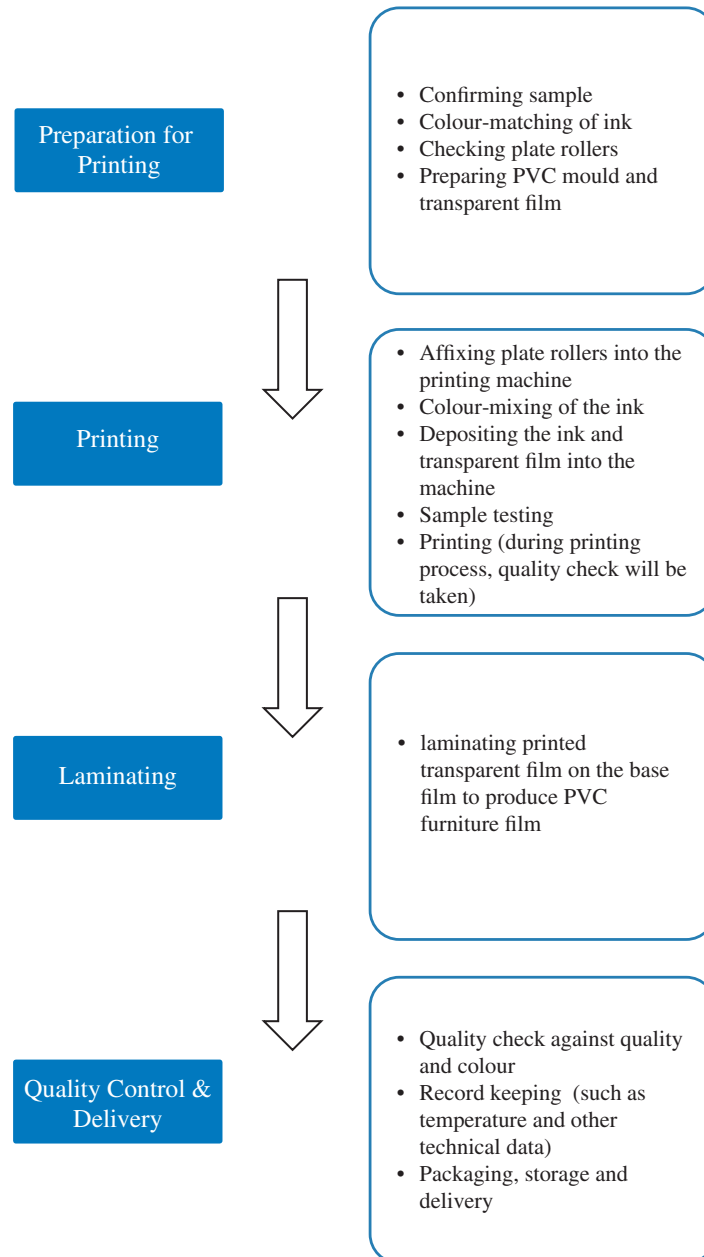 Preparation for
Printing
• Confirming sample
• Colour-matching of ink
• Checking plate rollers
• Preparing PVC mould and
transparent film
Printing
• Affixing plate rollers into the
printing machine
• Colour-mixing of the ink
• Depositing the ink and
transparent film into the
machine
• Sample testing
• Printing (during printing
process, quality check will be
taken)
Laminating
• laminating printed
transparent film on the base
film to produce PVC
furniture film
Quality Control &
Delivery
• Quality check against quality
and colour
• Record keeping (such as
temperature and other
technical data)
• Packaging, storage and
delivery